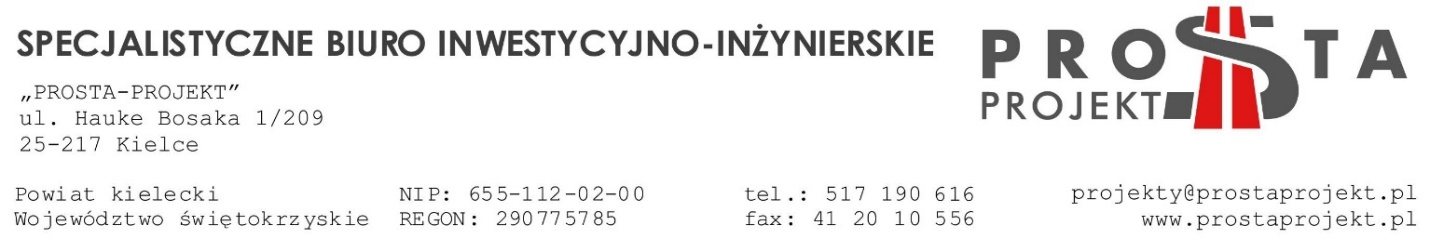 SPECJALISTYCZNE BIURO INWESTYCYJNO-INŻYNIERSKIE
PROSTA
PROJEKT
„PROSTA-PROJEKT”
ul. Hauke Bosaka 1/209
25-217 Kielce
Powiat kielecki NIP: 655-112-02-00 tel.: 517 190 616 projekty@prostaprojekt.pl
Województwo świętokrzyskie REGON: 290775785 fax: 41 20 10 556 www.prostaprojekt.pl